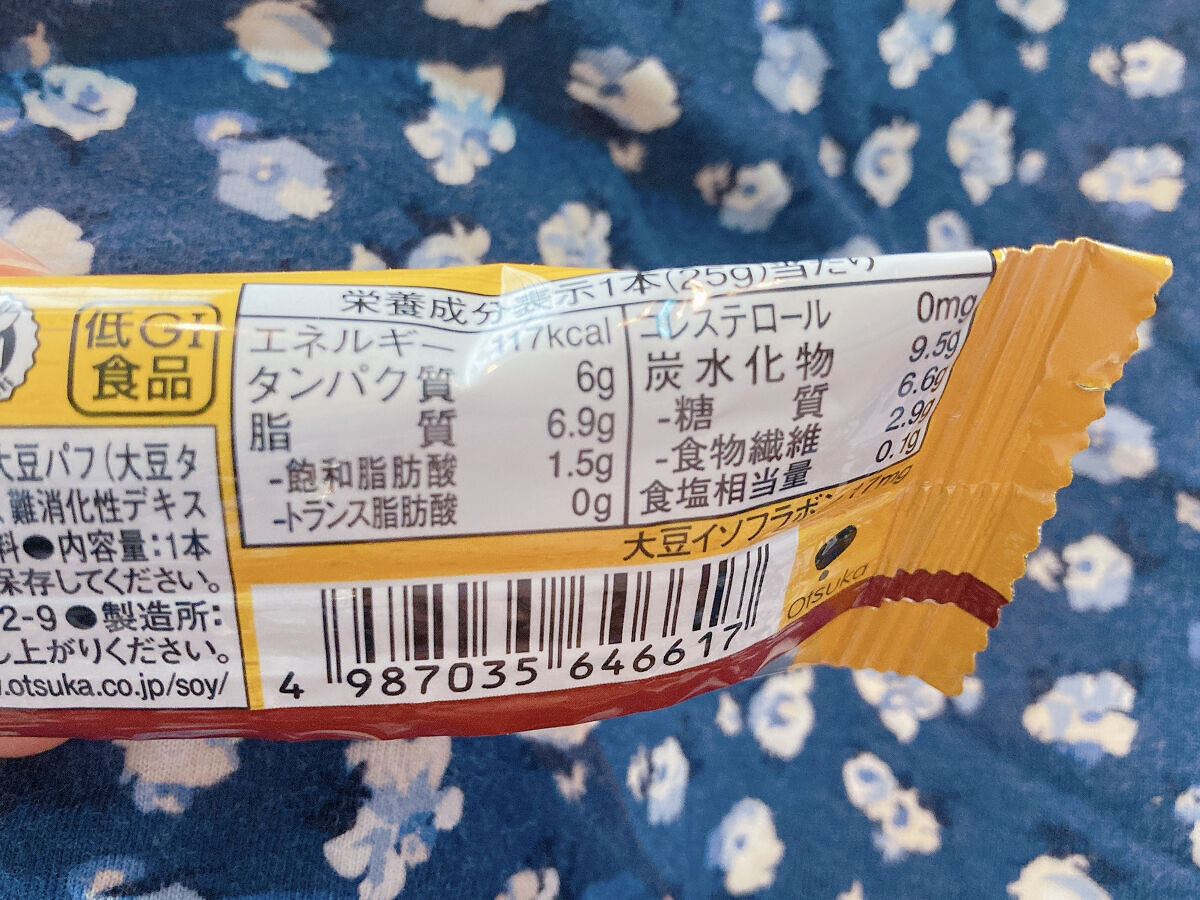 低GI
食品
大豆パフ(大豆タ
難消化性デキス
料●内容量:1本
保存してください。
2-9 ●製造所:
し上がりください。
.otsuka.co.jp/soy/
栄養成分表示1本(25g)当たり
エネルギー 117kcal
タンパク質 6g
脂質 6.9g
-飽和脂肪酸 1.5g
-トランス脂肪酸 0g
コレステロール 0mg
炭水化物 9.5g
-糖質 6.6g
-食物繊維 2.9g
食塩相当量 0.1g
大豆イソフラボン 17mg
4 987035 646617
Otsuka